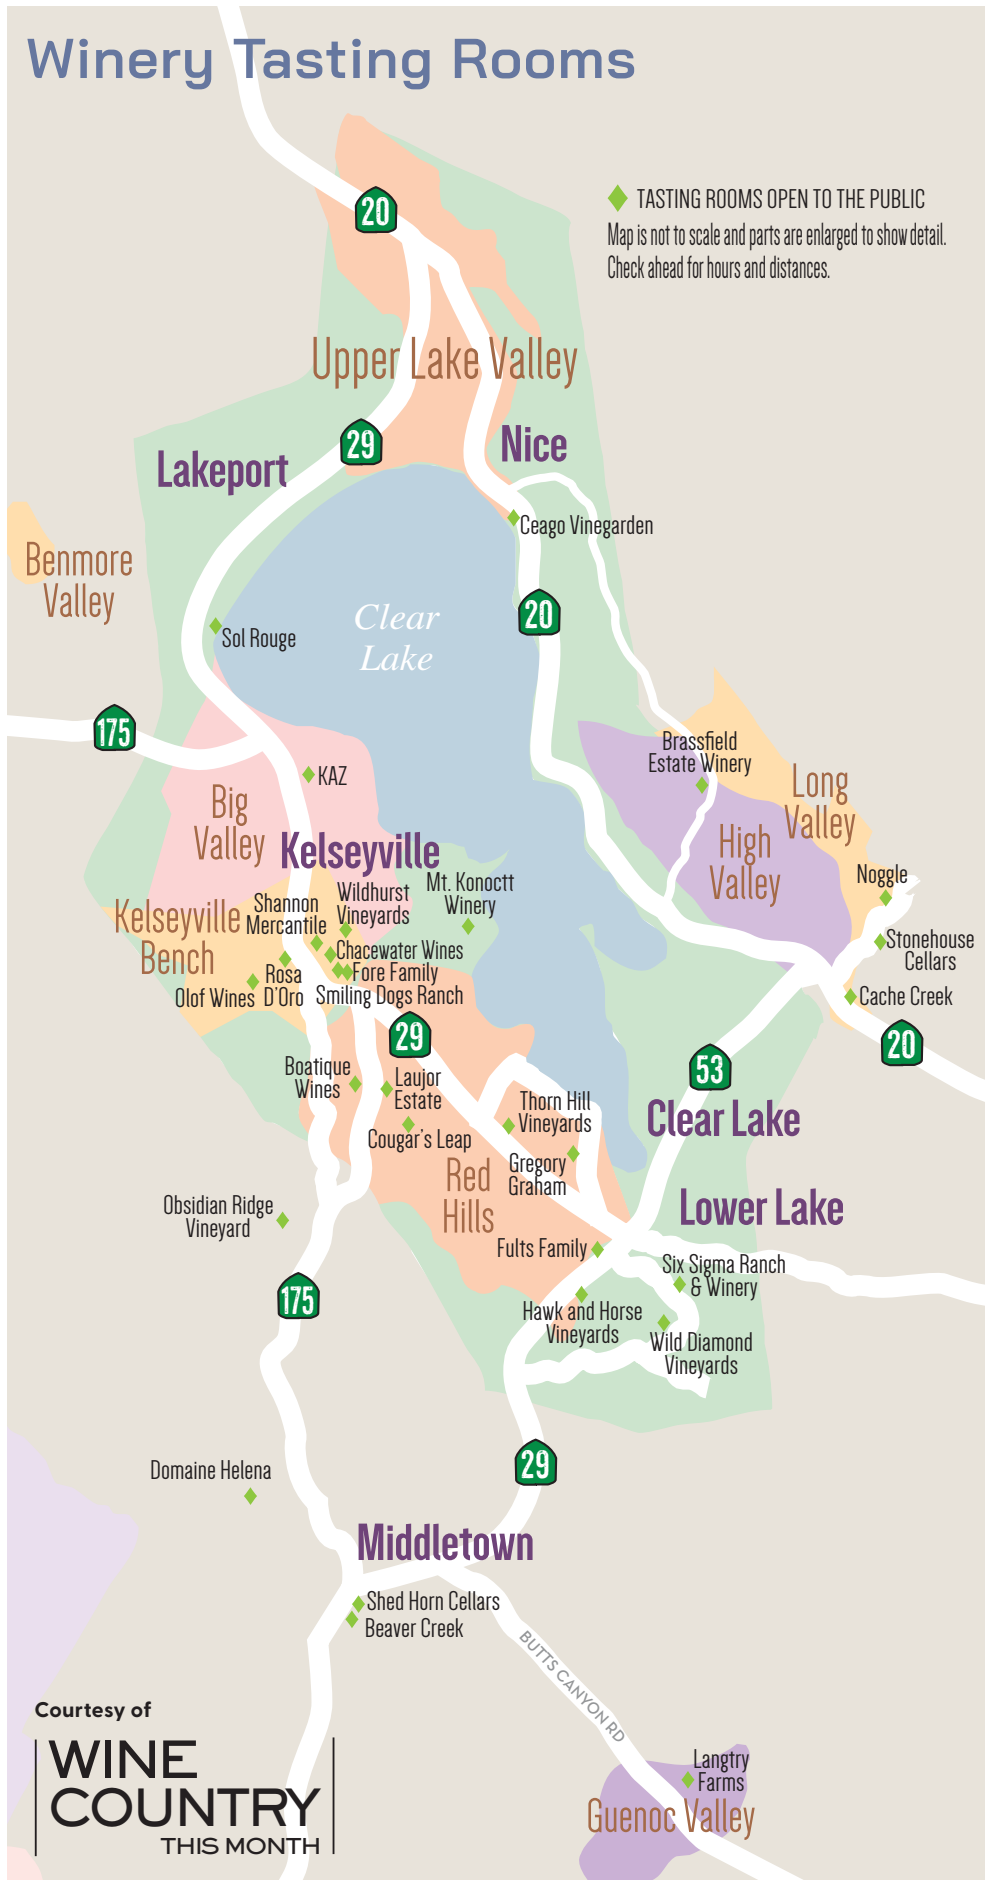 Winery Tasting Rooms
20
TASTING ROOMS OPEN TO THE PUBLIC
Map is not to scale and parts are enlarged to show detail.
Check ahead for hours and distances.
Upper Lake Valley
29
Nice
Lakeport
Ceago Vinegarden
Benmore
Valley
20
Clear
Lake
Sol Rouge
175
Brassfield
Estate Winery
KAZ
Long
Valley
Big
Valley
High
Valley
Kelseyville
Noggle
Mt. Konoctt
Winery
Wildhurst
Vineyards
Shannon
Mercantile
Kelseyville
Bench
Stonehouse
Cellars
Chacewater Wines
Fore Family
Rosa
D'Oro
Olof Wines
Smiling Dogs Ranch
Cache Creek
29
20
53
Boatique
Wines
Laujor
Estate
Thorn Hill
Vineyards
Clear Lake
Cougar's Leap
Gregory
Graham
Red
Hills
Obsidian Ridge
Vineyard
Lower Lake
Fults Family
Six Sigma Ranch
& Winery
175
Hawk and Horse
Vineyards
Wild Diamond
Vineyards
29
Domaine Helena
Middletown
Shed Horn Cellars
Beaver Creek
BUTTS CANYON RD
Courtesy of
WINE
COUNTRY
THIS MONTH
Langtry
Farms
Guenoc Valley